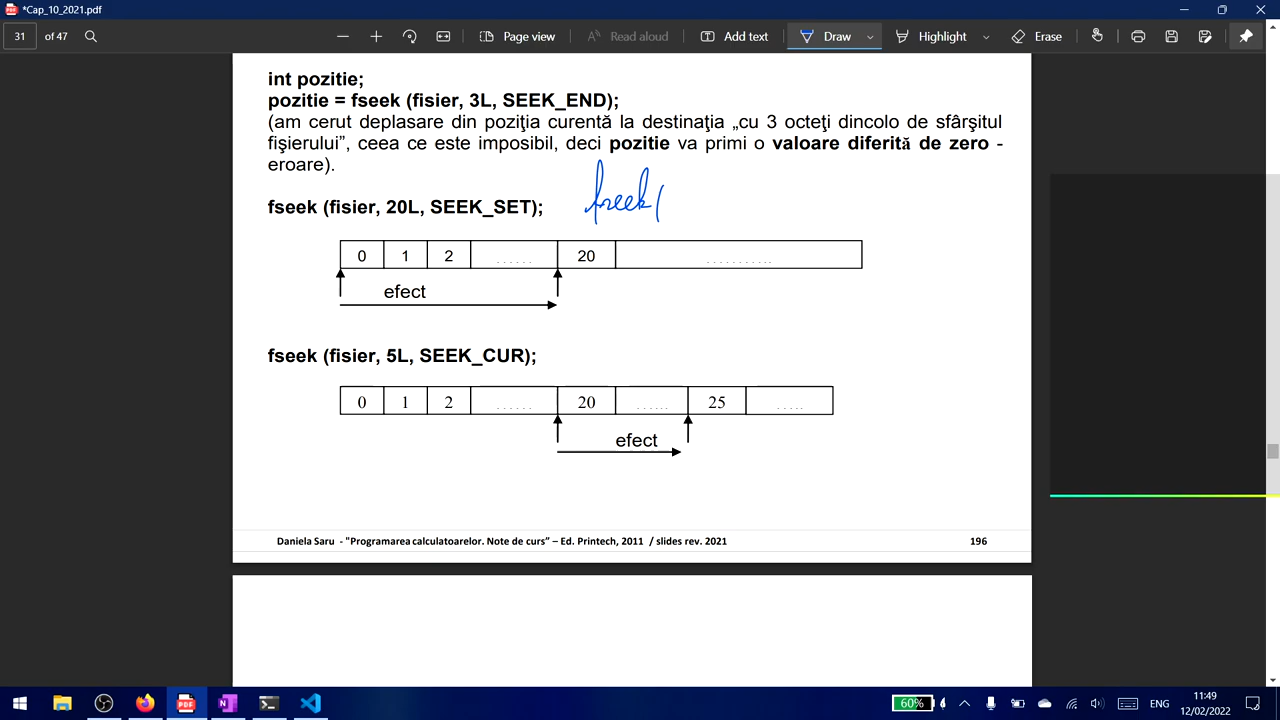 *Cap_10_2021.pdf
31 of 47 Page view Read aloud Add text Draw Highlight Erase
int pozitie;
pozitie = fseek (fisier, 3L, SEEK_END);
(am cerut deplasare din poziţia curentă la destinaţia „cu 3 octeţi dincolo de sfârşitul
fişierului”, ceea ce este imposibil, deci pozitie va primi o valoare diferită de zero -
eroare).
fseek (fisier, 20L, SEEK_SET); fseek(
0 1 2 ...... 20 ...........
efect
fseek (fisier, 5L, SEEK_CUR);
0 1 2 ...... 20 ...... 25 .....
efect
Daniela Saru - "Programarea calculatoarelor. Note de curs” – Ed. Printech, 2011 / slides rev. 2021 196
60% ENG 11:49
12/02/2022